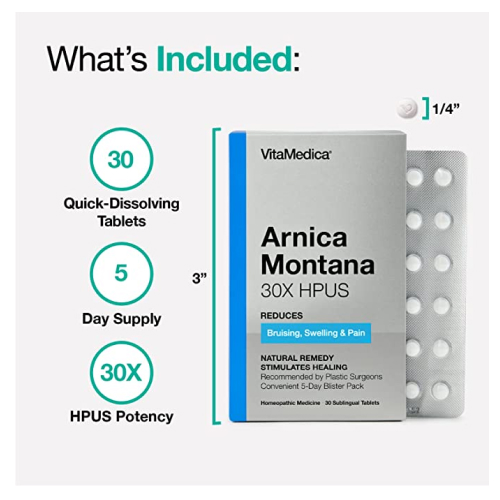 What's Included:
1/4”
30
Quick-Dissolving
Tablets
5
Day Supply
30X
HPUS Potency
3”
VitaMedica®
Arnica
Montana
30X HPUS
REDUCES
Bruising, Swelling & Pain
NATURAL REMEDY
STIMULATES HEALING
Recommended by Plastic Surgeons
Convenient 5-Day Blister Pack
Homeopathic Medicine · 30 Sublingual Tablets